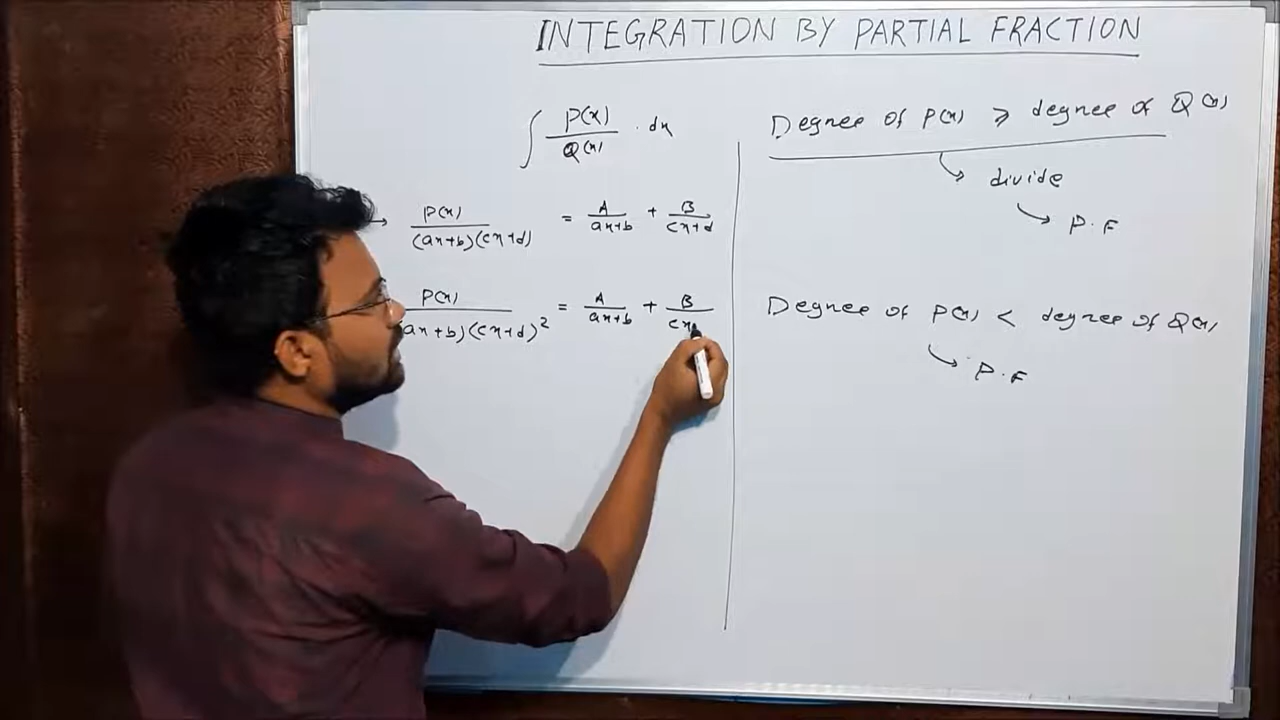 INTEGRATION BY PARTIAL FRACTION
∫ P(x)/Q(x) . dx
→ P(x)/(ax+b)(cx+d) = A/ax+b + B/cx+d
P(x)/(ax+b)(cx+d)² = A/ax+b + B/cx
Degree of P(x) ⩾ degree of Q(x)
divide
P.F
Degree of P(x) < degree of Q(x)
P.F